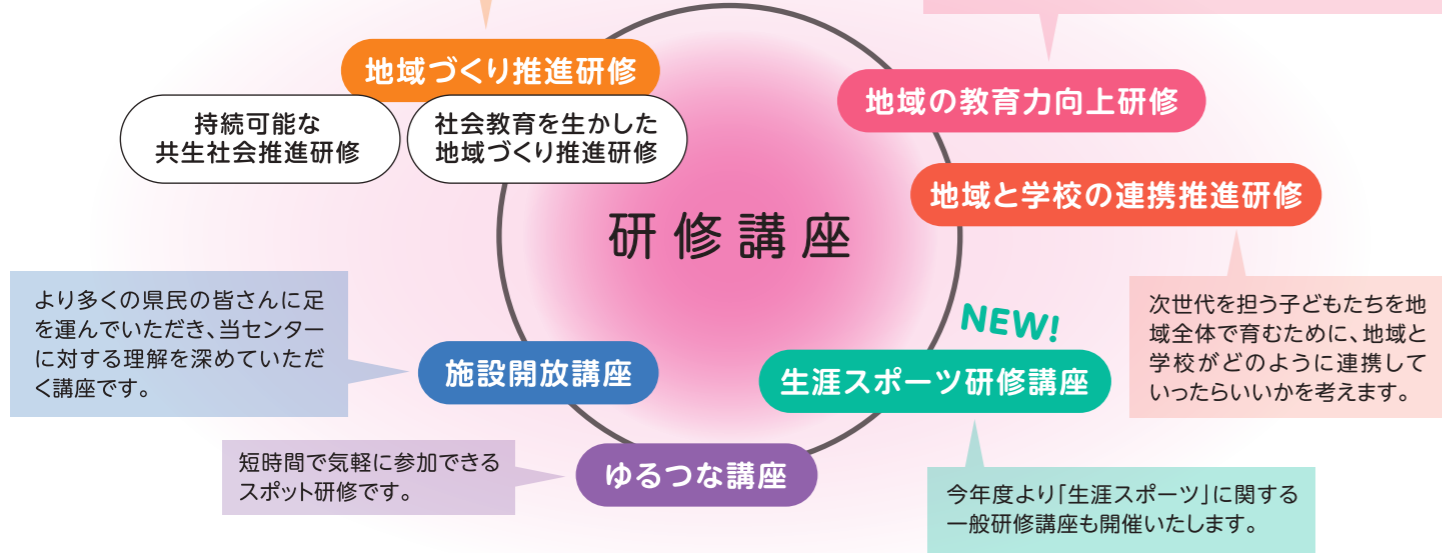 地域づくり推進研修
持続可能な
共生社会推進研修
社会教育を生かした
地域づくり推進研修
地域の教育力向上研修
地域と学校の連携推進研修
研修講座
より多くの県民の皆さんに足
を運んでいただき、当センター
に対する理解を深めていただ
く講座です。
施設開放講座
NEW!
生涯スポーツ研修講座
次世代を担う子どもたちを地
域全体で育むために、地域と
学校がどのように連携して
いったらいいかを考えます。
短時間で気軽に参加できる
スポット研修です。
ゆるつな講座
今年度より「生涯スポーツ」に関する
一般研修講座も開催いたします。